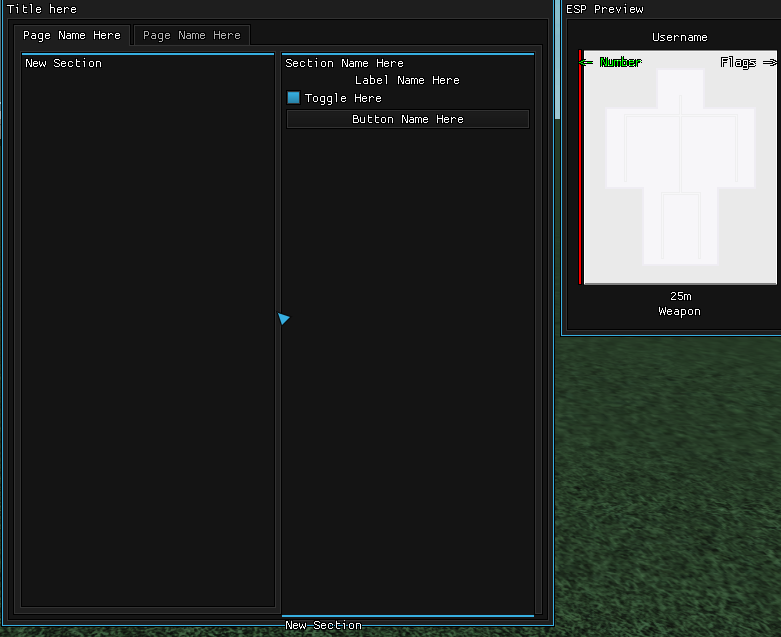 Title here
Page Name Here
Page Name Here
New Section
Section Name Here
Label Name Here
Toggle Here
Button Name Here
New Section
ESP Preview
Username
<- Number
Flags ->
25m
Weapon